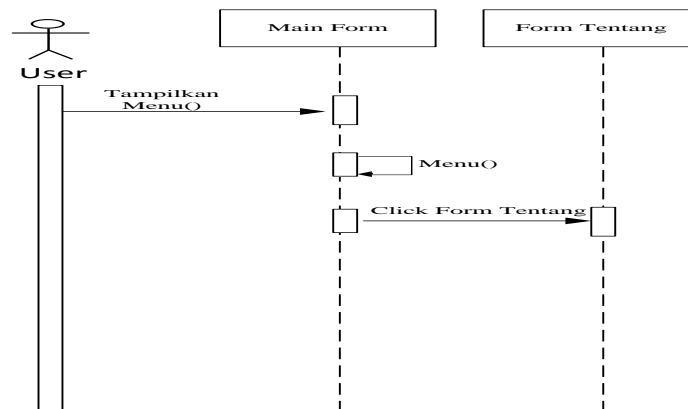 Main Form
Form Tentang
User
Tampilkan
Menu()
Menu()
Click Form Tentang